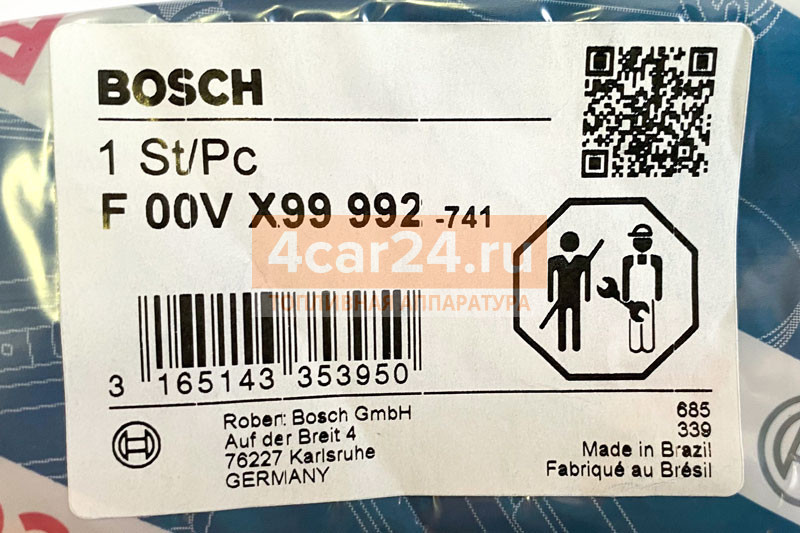 BOSCH
1 St/Pc
F 00V X99 992 -741
4car24.ru
ТОПЛИВНАЯ АППАРАТУРА
3 165143 353950
Robert Bosch GmbH
Auf der Breit 4
76227 Karlsruhe
GERMANY
685
339
Made in Brazil
Fabriqué au Brésil